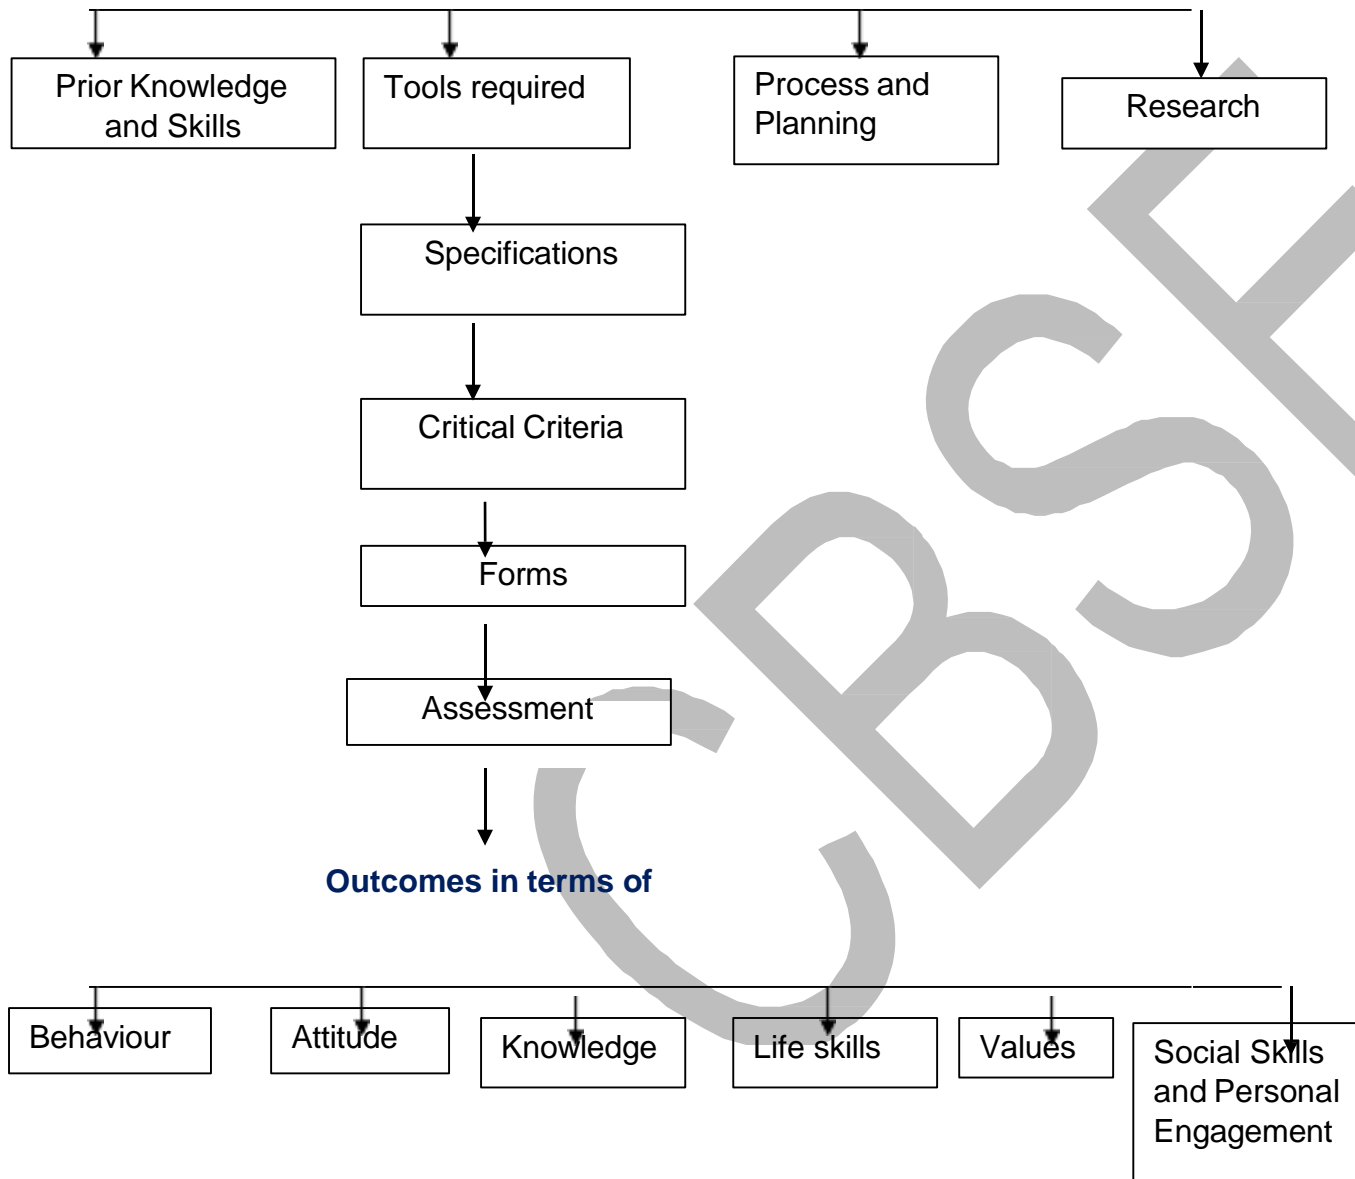 Prior Knowledge
and Skills
Tools required
Process and
Planning
Research
Specifications
Critical Criteria
Forms
Assessment
Outcomes in terms of
Behaviour
Attitude
Knowledge
Life skills
Values
Social Skills
and Personal
Engagement
CBSE